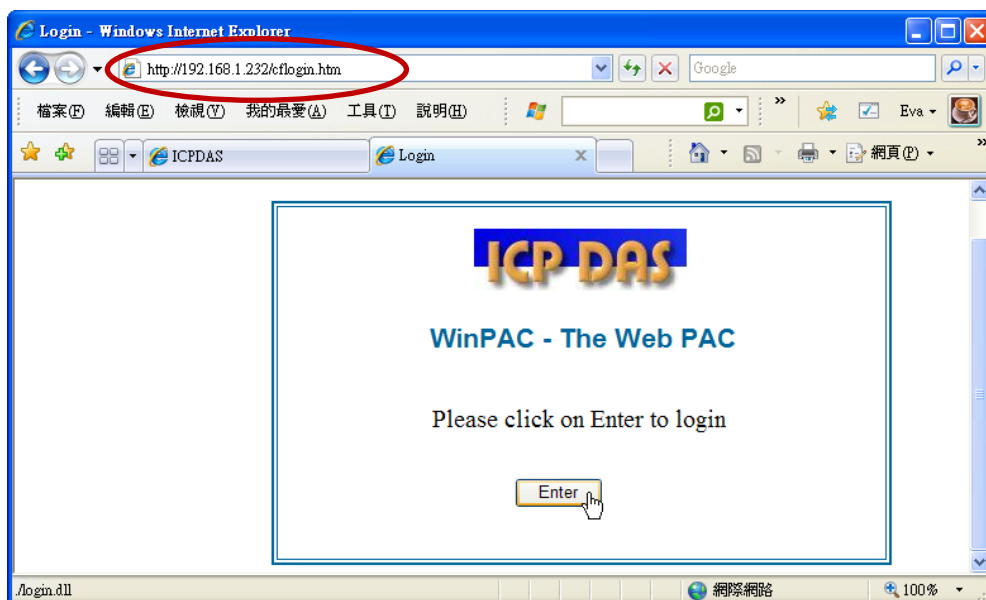 Login - Windows Internet Explorer
http://192.168.1.232/cflogin.htm
Google
檔案(F) 編輯(E) 檢視(V) 我的最愛(A) 工具(T) 說明(H) » Eva
ICPDAS Login 網頁(P) »
ICP DAS
WinPAC - The Web PAC
Please click on Enter to login
Enter
./login.dll 網際網路 100%